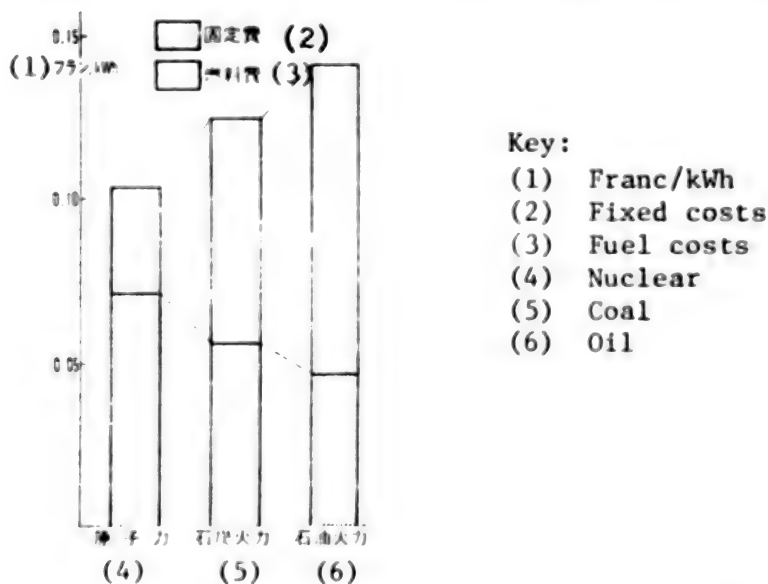 0.15
固定費 (2)
(1) フラン/kWh
燃料費 (3)
0.10
0.05
原子力
石炭火力
石油火力
(4)
(5)
(6)
Key:
(1) Franc/kWh
(2) Fixed costs
(3) Fuel costs
(4) Nuclear
(5) Coal
(6) Oil